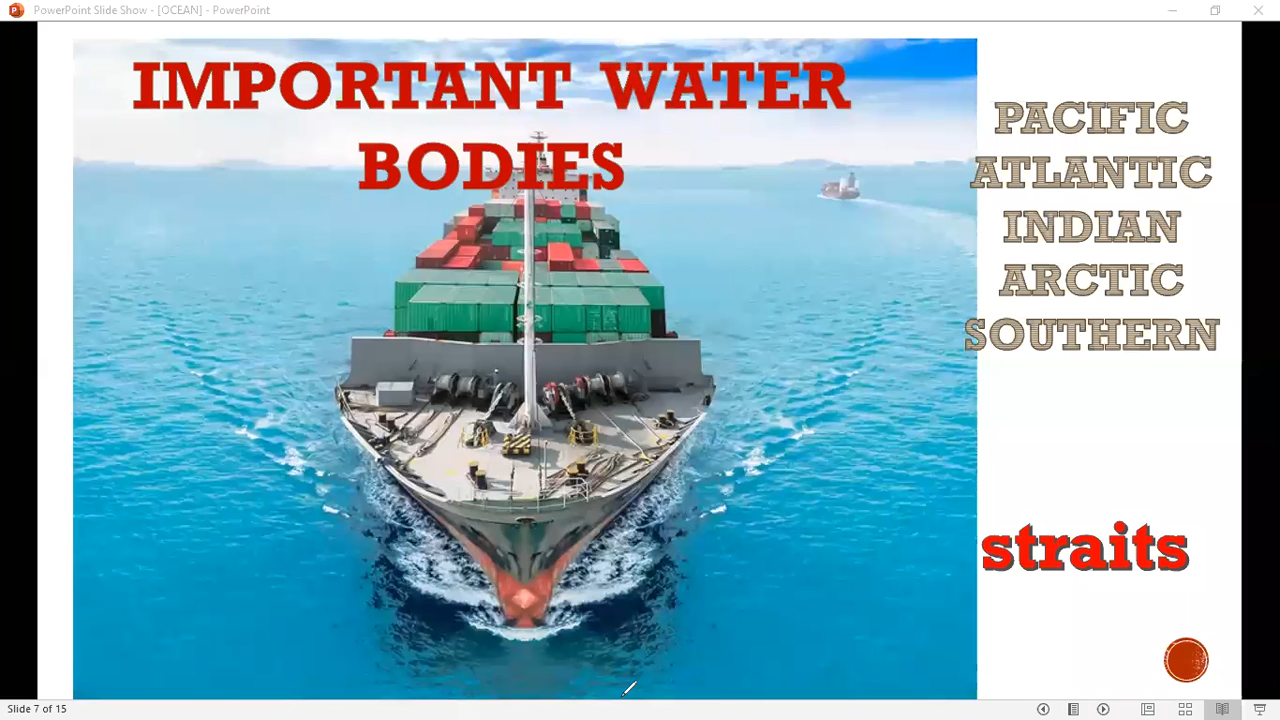 PowerPoint Slide Show - [OCEAN] - PowerPoint
IMPORTANT WATER
BODIES
PACIFIC
ATLANTIC
INDIAN
ARCTIC
SOUTHERN
straits
Slide 7 of 15